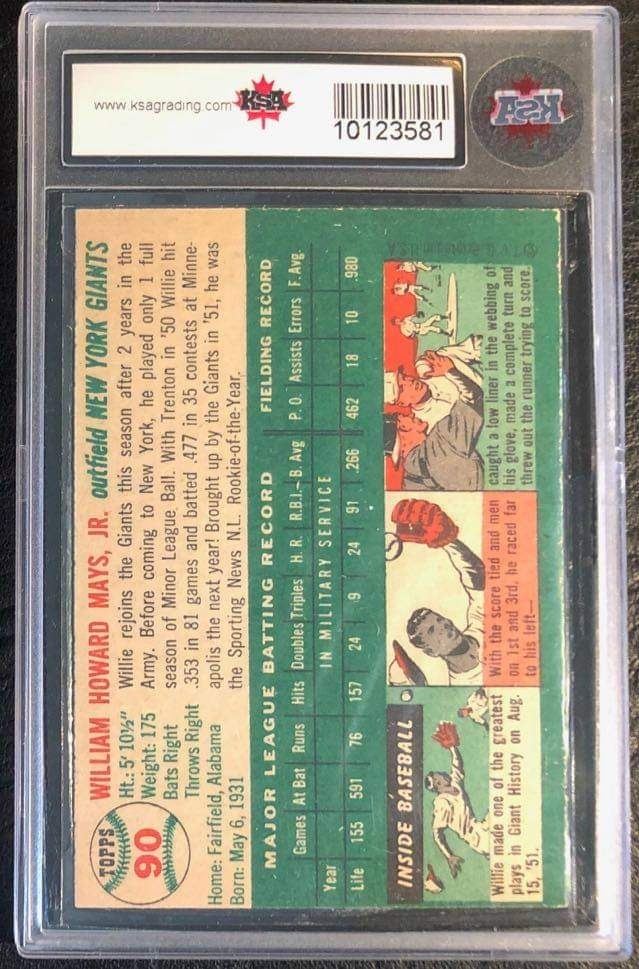 www.ksagrading.com
KSA
10123581
KSA
TOPPS
90
WILLIAM HOWARD MAYS, JR. outfield NEW YORK GIANTS
Ht.: 5' 10½"
Weight: 175
Bats Right
Throws Right
Home: Fairfield, Alabama
Born: May 6, 1931
Willie rejoins the Giants this season after 2 years in the
Army. Before coming to New York, he played only 1 full
season of Minor League Ball. With Trenton in '50 Willie hit
.353 in 81 games and batted .477 in 35 contests at Minne-
apolis the next year! Brought up by the Giants in '51, he was
the Sporting News N.L. Rookie-of-the-Year.
MAJOR LEAGUE BATTING RECORD FIELDING RECORD
Games At Bat Runs Hits Doubles Triples H. R. R.B.I. B. Avg P. O. Assists Errors F. Avg.
Year IN MILITARY SERVICE
Life 155 591 76 157 24 9 24 91 .266 462 18 10 .980
INSIDE BASEBALL
Willie made one of the greatest
plays in Giant History on Aug.
15, '51.
With the score tied and men
on 1st and 3rd, he raced far
to his left—
caught a low liner in the webbing of
his glove, made a complete turn and
threw out the runner trying to score.